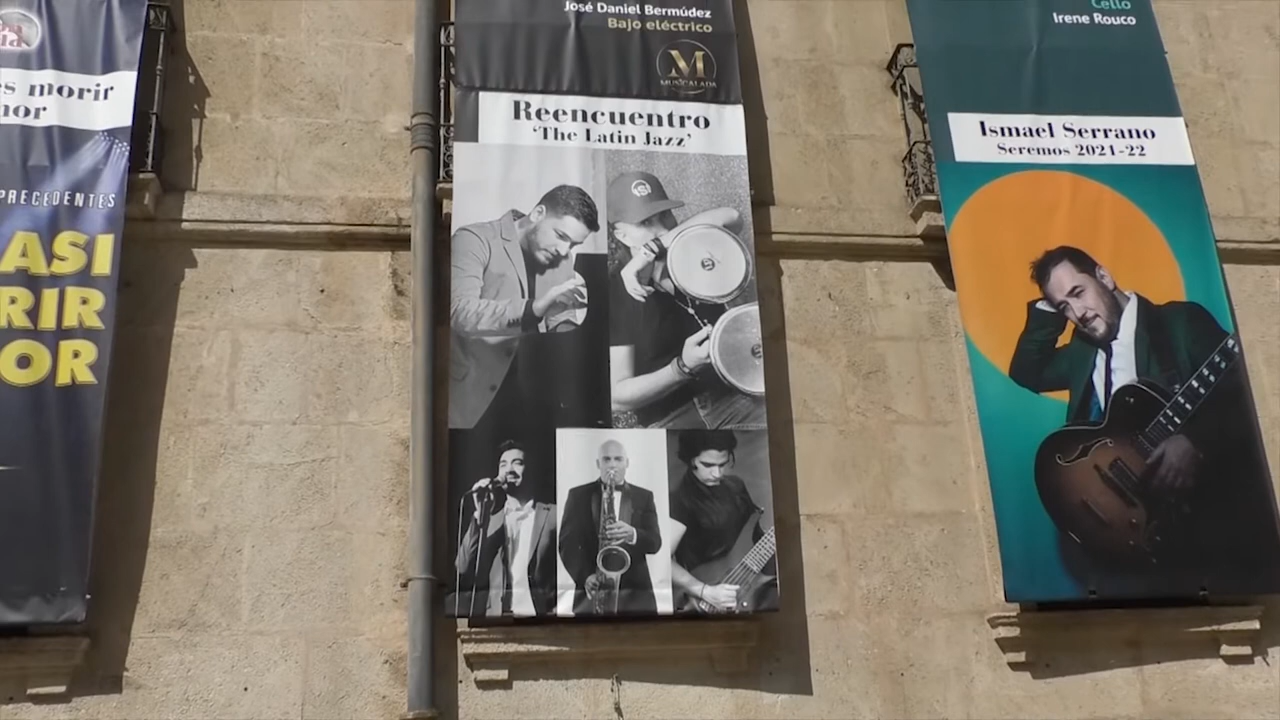 es morir
nor
PRECEDENTES
ASI
RIR
OR
José Daniel Bermúdez
Bajo eléctrico
M
MUSICALADA
Reencuentro
‘The Latin Jazz’
Cello
Irene Rouco
Ismael Serrano
Seremos 2021-22